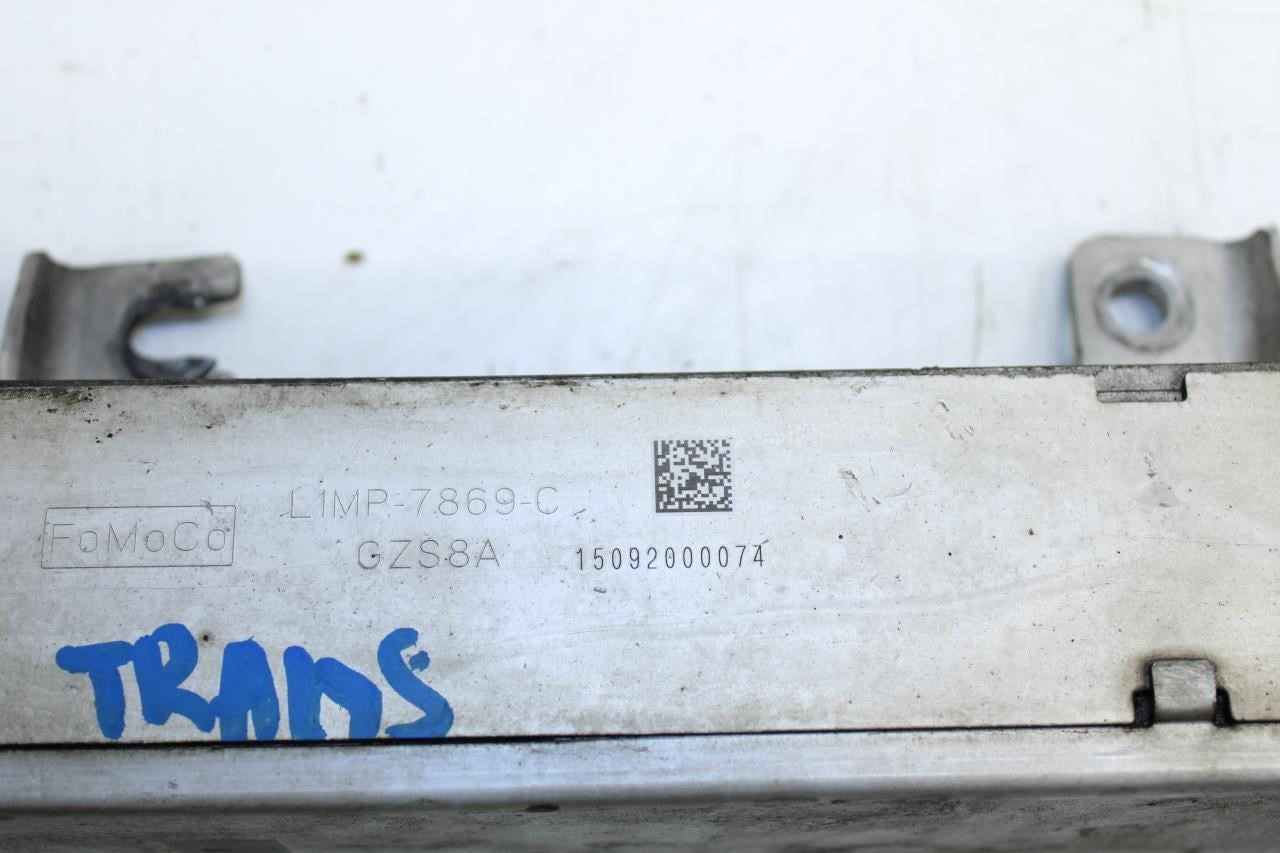 FoMoCo
L1MP-7869-C
GZS8A
15092000074
TRANS